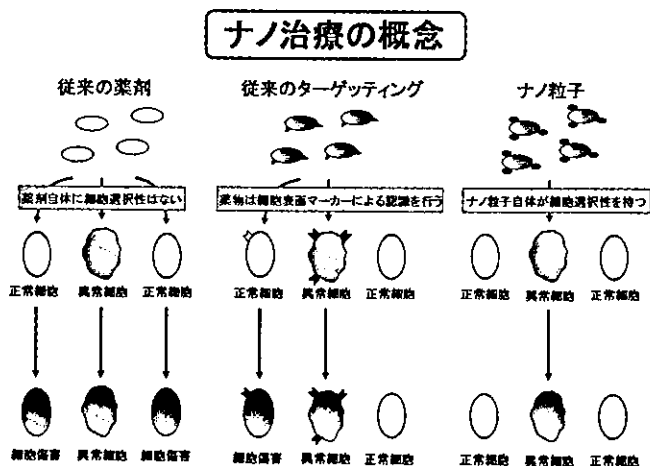 ナノ治療の概念
従来の薬剤
従来のターゲッティング
ナノ粒子
薬剤自体に細胞選択性はない
薬物は細胞表面マーカーによる認識を行う
ナノ粒子自体が細胞選択性を持つ
正常細胞 異常細胞 正常細胞
正常細胞 異常細胞 正常細胞
正常細胞 異常細胞 正常細胞
細胞傷害 異常細胞 細胞傷害
細胞傷害 異常細胞 正常細胞
正常細胞 異常細胞 正常細胞